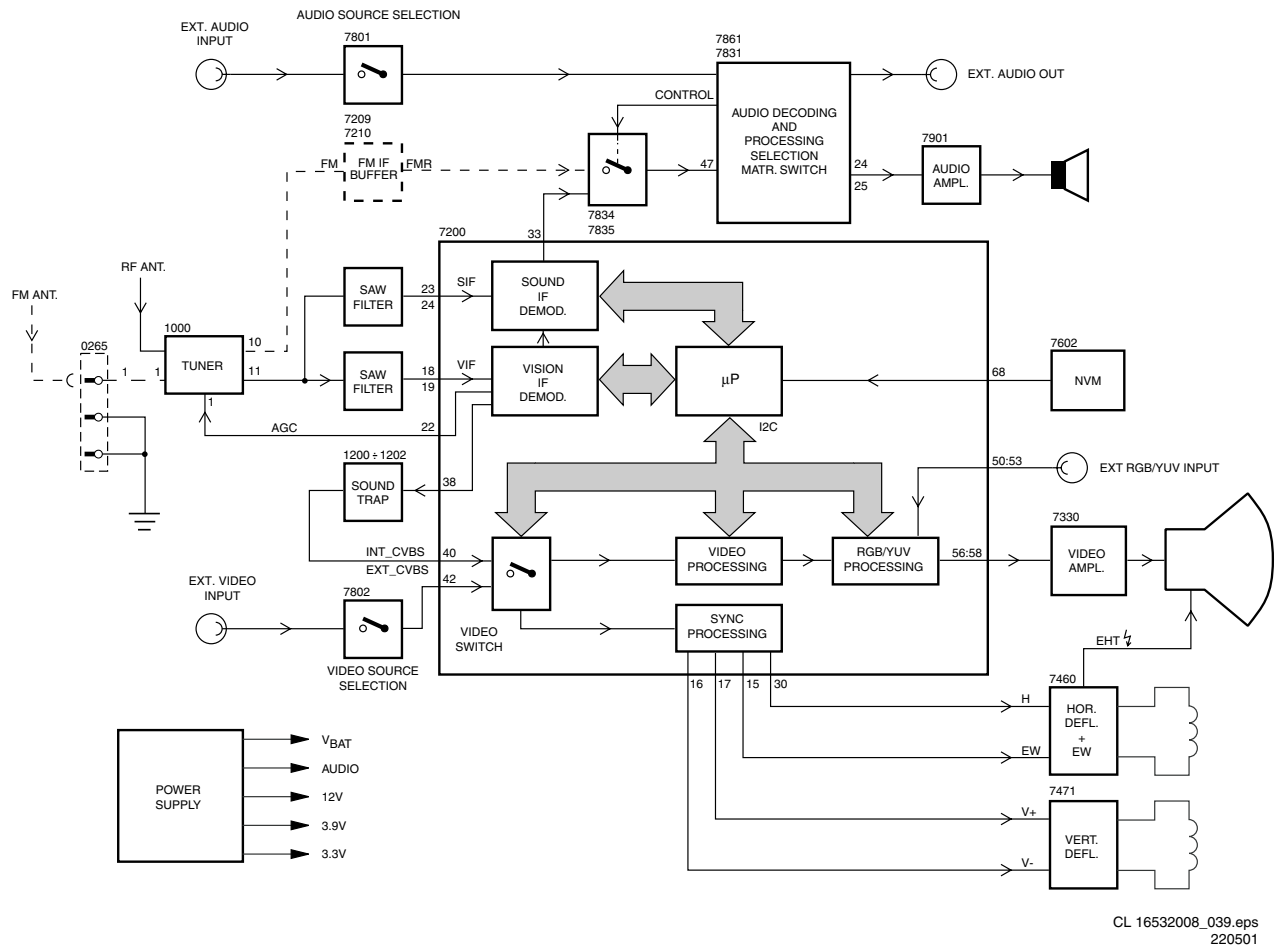 AUDIO SOURCE SELECTION
EXT. AUDIO
INPUT
7801
7861
7831
EXT. AUDIO OUT
CONTROL
AUDIO DECODING
AND
PROCESSING
SELECTION
MATR. SWITCH
7209
7210
FM
FM IF
BUFFER
FMR
47
24
25
7901
AUDIO
AMPL.
7834
7835
33
7200
RF ANT.
FM ANT.
0265
1
1
1000
TUNER
10
11
1
SAW
FILTER
23
24
SIF
SOUND
IF
DEMOD.
SAW
FILTER
18
19
VIF
VISION
IF
DEMOD.
µP
I2C
68
7602
NVM
AGC
22
1200 ÷ 1202
SOUND
TRAP
38
50:53
EXT RGB/YUV INPUT
INT_CVBS
40
EXT_CVBS
42
VIDEO
PROCESSING
RGB/YUV
PROCESSING
56:58
7330
VIDEO
AMPL.
EXT. VIDEO
INPUT
7802
VIDEO SOURCE
SELECTION
VIDEO
SWITCH
SYNC
PROCESSING
16
17
15
30
EHT
7460
H
EW
HOR.
DEFL.
+
EW
7471
V+
V-
VERT.
DEFL.
POWER
SUPPLY
VBAT
AUDIO
12V
3.9V
3.3V
CL 16532008_039.eps
220501